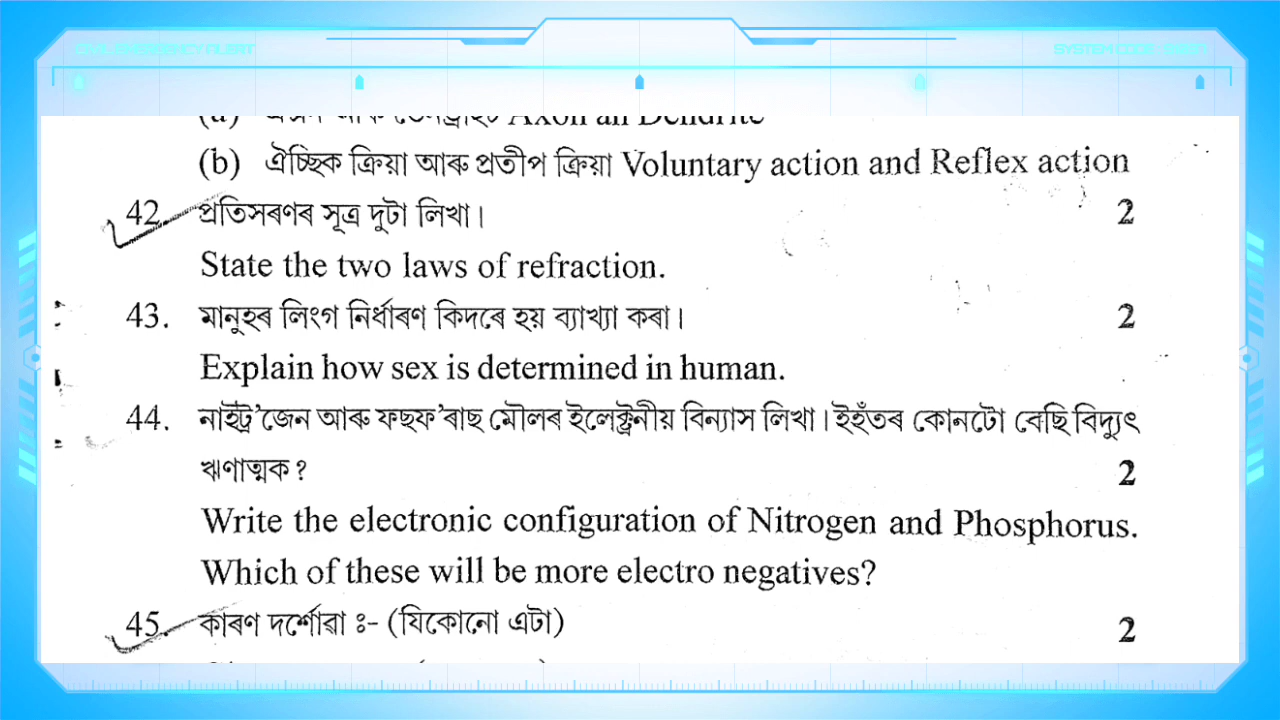 (b) ঐচ্ছিক ক্ৰিয়া আৰু প্ৰতীপ ক্ৰিয়া Voluntary action and Reflex action
42. প্ৰতিসৰণৰ সূত্ৰ দুটা লিখা। 2
State the two laws of refraction.
43. মানুহৰ লিংগ নিৰ্ধাৰণ কিদৰে হয় ব্যাখ্যা কৰা। 2
Explain how sex is determined in human.
44. নাইট্ৰ'জেন আৰু ফছফ'ৰাছ মৌলৰ ইলেক্ট্ৰনীয় বিন্যাস লিখা। ইহঁতৰ কোনটো বেছি বিদ্যুৎ
ঋণাত্মক? 2
Write the electronic configuration of Nitrogen and Phosphorus.
Which of these will be more electro negatives?
45. কাৰণ দৰ্শোৱা ঃ- (যিকোনো এটা) 2